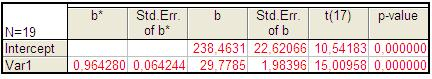 b* Std.Err. b Std.Err. t(17) p-value
N=19 of b* of b
Intercept 238,4631 22,62066 10,54183 0,000000
Var1 0,964280 0,064244 29,7785 1,98396 15,00958 0,000000